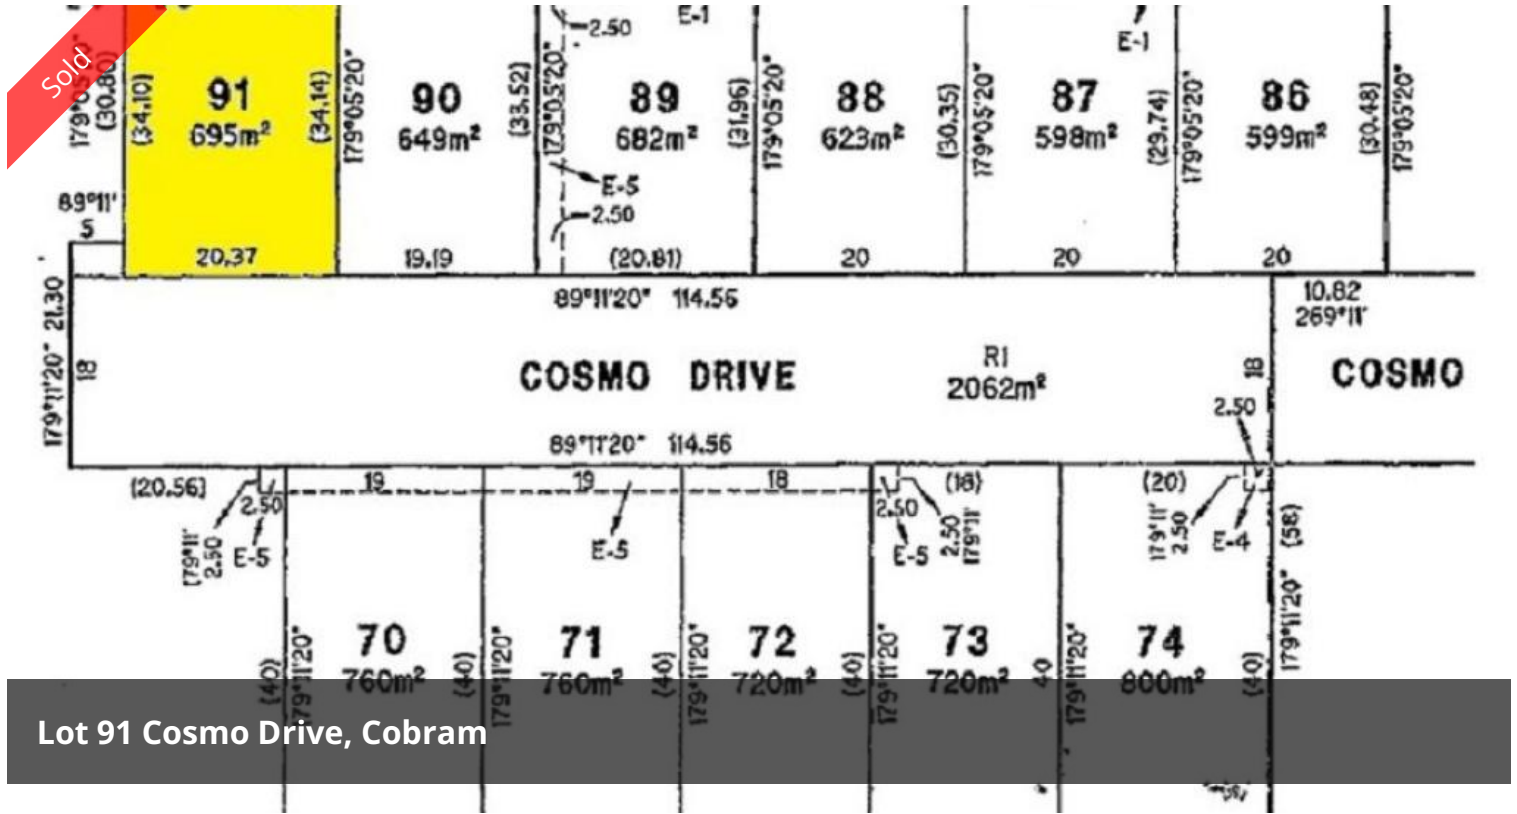 Sold
2.50
E-1
E-1
179°05'20"
(30.80)
(34.10)
91
695m²
(34.14)
179°05'20"
90
649m²
(33.52)
179°05'20"
89
682m²
(31.96)
179°05'20"
88
623m²
(30.35)
179°05'20"
87
598m²
(29.74)
179°05'20"
86
599m²
(30.48)
179°05'20"
E-5
2.50
89°11'
5
20.37
19.19
(20.81)
20
20
20
179°11'20" 21.30
18
89°11'20" 114.56
10.82
269°11'
COSMO DRIVE
R1
2062m²
18
COSMO
2.50
89°11'20" 114.56
(20.56)
19
19
18
(18)
(20)
2.50
179°11'
2.50
E-5
E-5
2.50
E-5
2.50
179°11'
179°11'
2.50
E-4
(58)
179°11'20"
(40)
179°11'20"
70
760m²
(40)
179°11'20"
71
760m²
(40)
179°11'20"
72
720m²
(40)
179°11'20"
73
720m²
40
179°11'20"
74
800m²
(40)
Lot 91 Cosmo Drive, Cobram